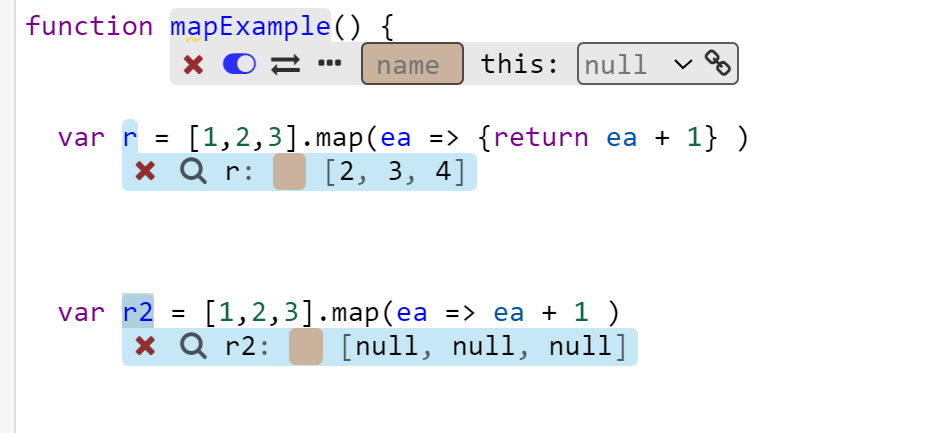 function mapExample() {
name this: null
var r = [1,2,3].map(ea => {return ea + 1} )
r: [2, 3, 4]
var r2 = [1,2,3].map(ea => ea + 1 )
r2: [null, null, null]